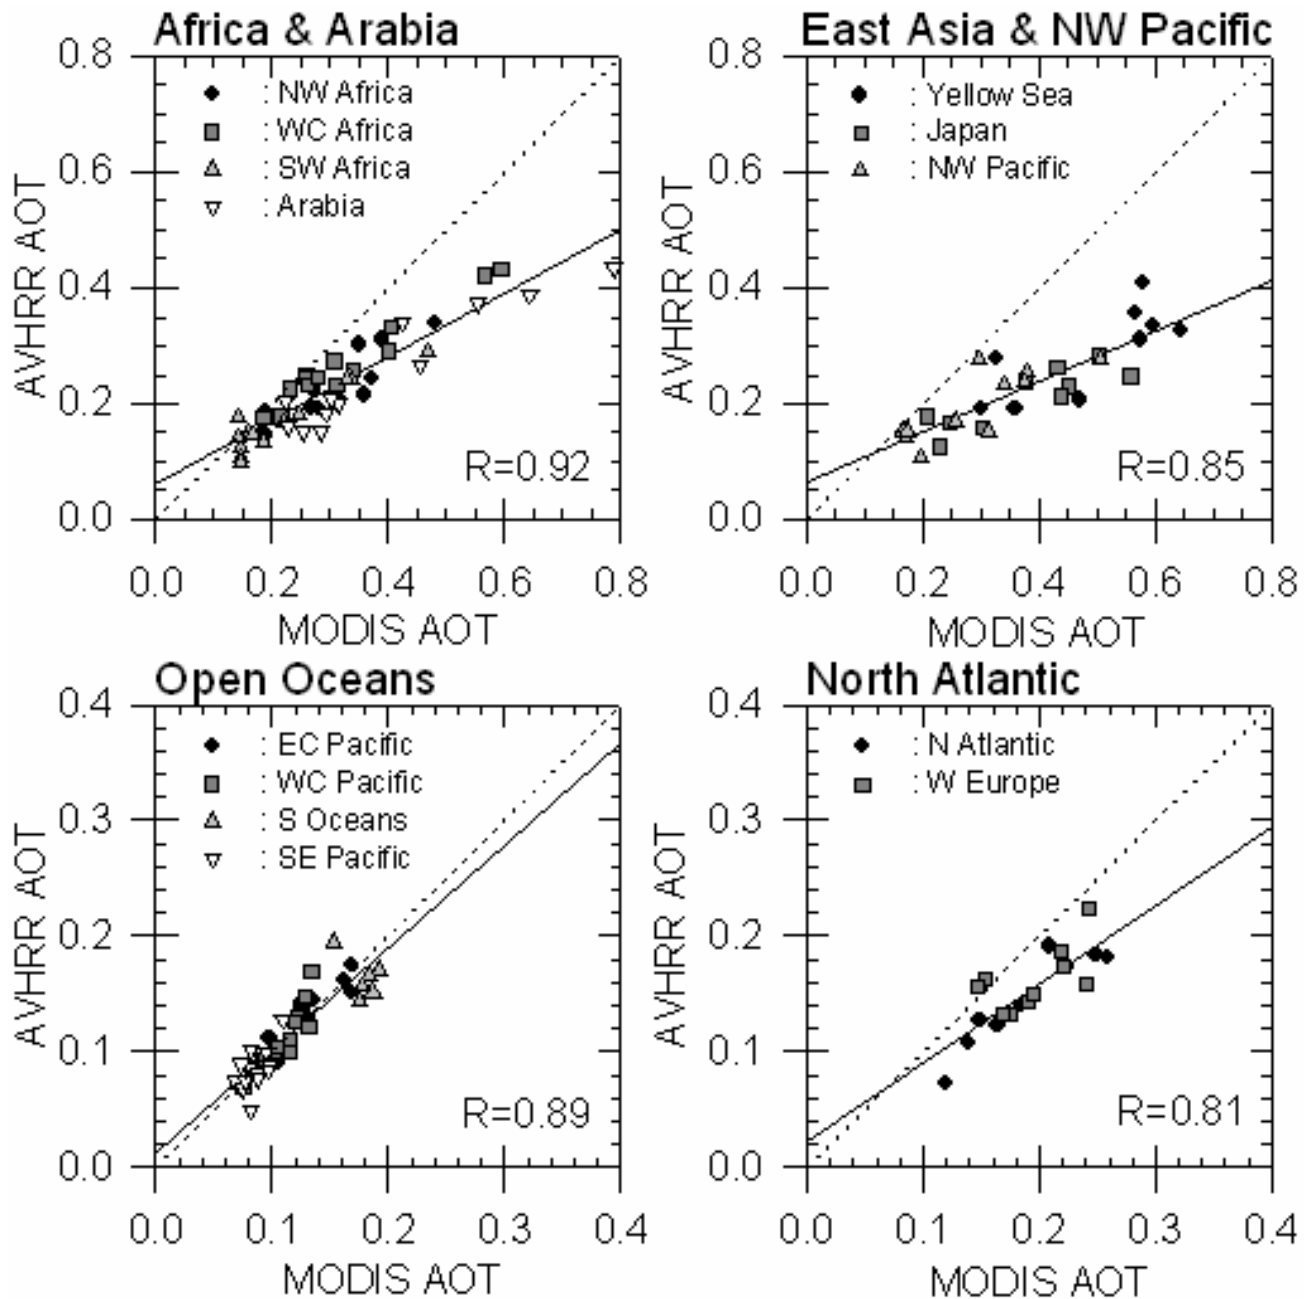 Africa & Arabia
0.8
0.6
0.4
0.2
0.0
AVHRR AOT
: NW Africa
: WC Africa
: SW Africa
: Arabia
R=0.92
0.0 0.2 0.4 0.6 0.8
MODIS AOT
East Asia & NW Pacific
0.8
0.6
0.4
0.2
0.0
AVHRR AOT
: Yellow Sea
: Japan
: NW Pacific
R=0.85
0.0 0.2 0.4 0.6 0.8
MODIS AOT
Open Oceans
0.4
0.3
0.2
0.1
0.0
AVHRR AOT
: EC Pacific
: WC Pacific
: S Oceans
: SE Pacific
R=0.89
0.0 0.1 0.2 0.3 0.4
MODIS AOT
North Atlantic
0.4
0.3
0.2
0.1
0.0
AVHRR AOT
: N Atlantic
: W Europe
R=0.81
0.0 0.1 0.2 0.3 0.4
MODIS AOT